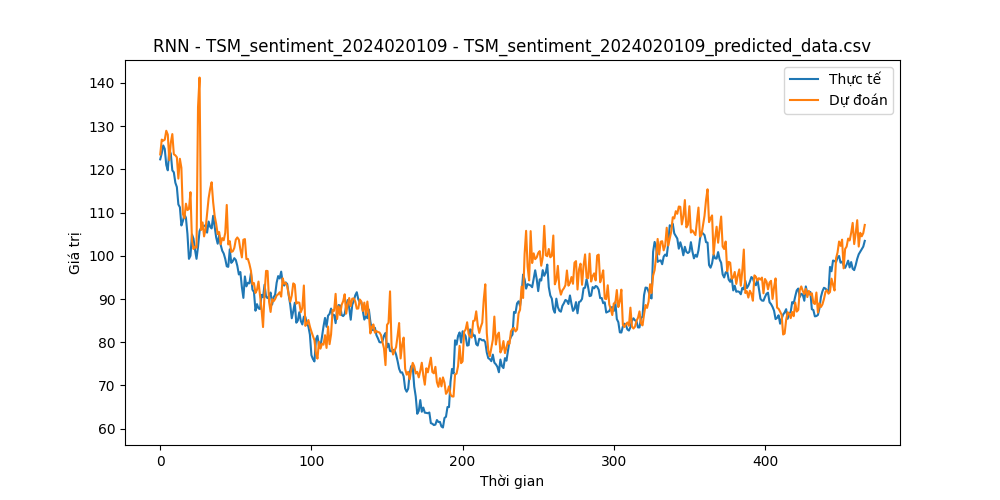 RNN - TSM_sentiment_2024020109 - TSM_sentiment_2024020109_predicted_data.csv
Thực tế
Dự đoán
Giá trị
140
130
120
110
100
90
80
70
60
0
100
200
300
400
Thời gian